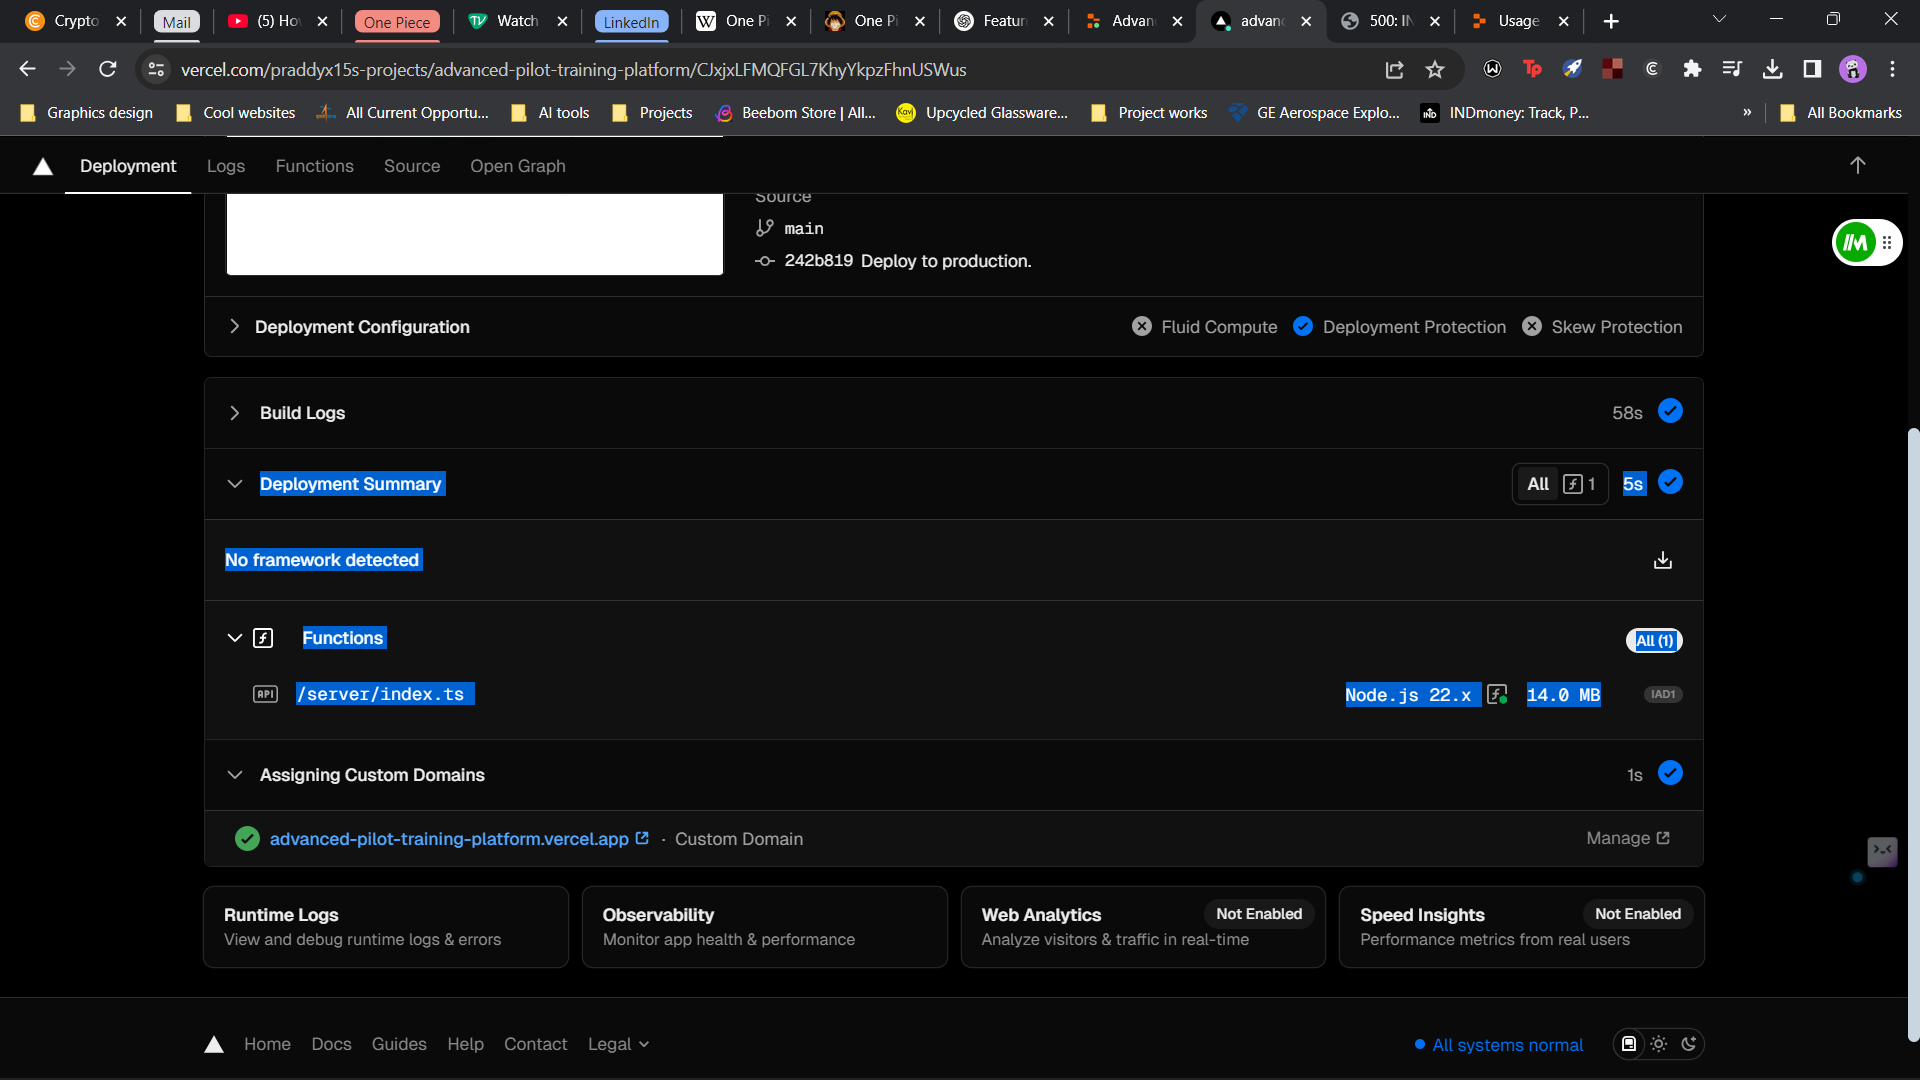 Crypto
Mail
(5) Ho
One Piece
Watch
LinkedIn
One Pi
One Pi
Featur
Advan
advan
500: IN
Usage
vercel.com/praddyx15s-projects/advanced-pilot-training-platform/CJxjxLFMQFGL7KhyYkpzFhnUSWus
Graphics design
Cool websites
All Current Opportu...
AI tools
Projects
Beebom Store | All...
Upcycled Glassware...
Project works
GE Aerospace Explo...
INDmoney: Track, P...
»
All Bookmarks
Deployment
Logs
Functions
Source
Open Graph
Source
main
242b819 Deploy to production.
Deployment Configuration
Fluid Compute
Deployment Protection
Skew Protection
Build Logs
58s
Deployment Summary
All
1
5s
No framework detected
Functions
All (1)
API
/server/index.ts
Node.js 22.x
14.0 MB
IAD1
Assigning Custom Domains
1s
advanced-pilot-training-platform.vercel.app · Custom Domain
Manage
Runtime Logs
View and debug runtime logs & errors
Observability
Monitor app health & performance
Web Analytics
Not Enabled
Analyze visitors & traffic in real-time
Speed Insights
Not Enabled
Performance metrics from real users
Home
Docs
Guides
Help
Contact
Legal
All systems normal